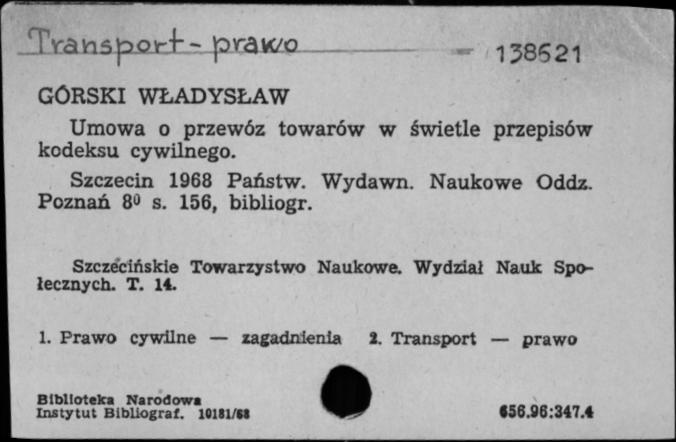 Transport - prawo 138621
GÓRSKI WŁADYSŁAW
Umowa o przewóz towarów w świetle przepisów
kodeksu cywilnego.
Szczecin 1968 Państw. Wydawn. Naukowe Oddz.
Poznań 8⁰ s. 156, bibliogr.
Szczecińskie Towarzystwo Naukowe. Wydział Nauk Spo-
łecznych. T. 14.
1. Prawo cywilne — zagadnienia 2. Transport — prawo
Biblioteka Narodowa
Instytut Bibliograf. 10181/68 656.96:347.4